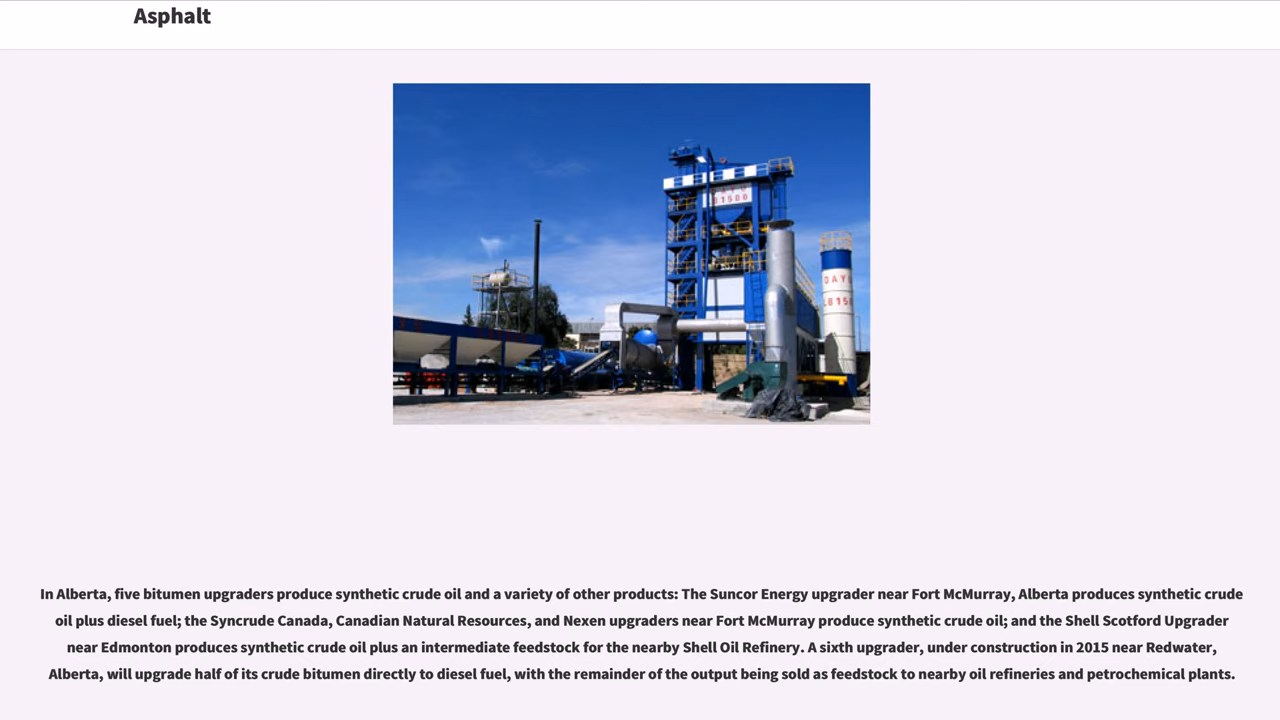 Asphalt
DAYU
B1500
DAYU
LB150
In Alberta, five bitumen upgraders produce synthetic crude oil and a variety of other products: The Suncor Energy upgrader near Fort McMurray, Alberta produces synthetic crude
oil plus diesel fuel; the Syncrude Canada, Canadian Natural Resources, and Nexen upgraders near Fort McMurray produce synthetic crude oil; and the Shell Scotford Upgrader
near Edmonton produces synthetic crude oil plus an intermediate feedstock for the nearby Shell Oil Refinery. A sixth upgrader, under construction in 2015 near Redwater,
Alberta, will upgrade half of its crude bitumen directly to diesel fuel, with the remainder of the output being sold as feedstock to nearby oil refineries and petrochemical plants.